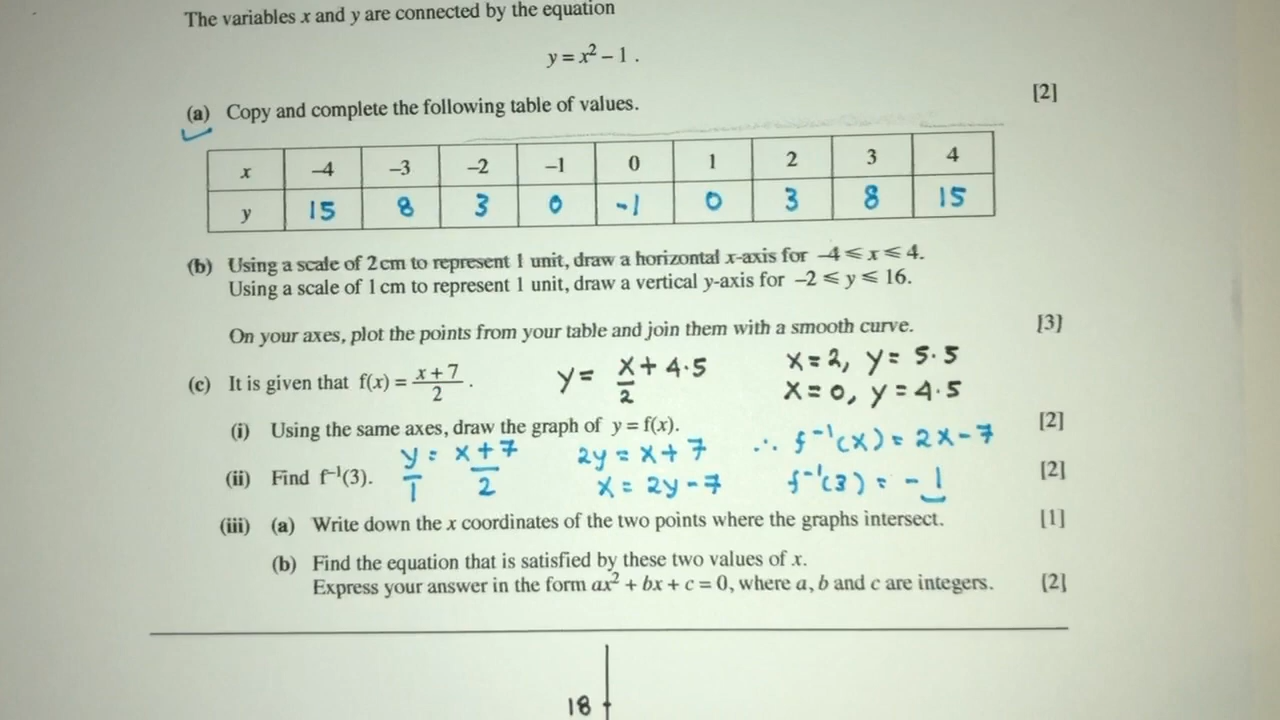 The variables x and y are connected by the equation
y = x² – 1 .
(a) Copy and complete the following table of values. [2]
x –4 –3 –2 –1 0 1 2 3 4
y 15 8 3 0 -1 0 3 8 15
(b) Using a scale of 2 cm to represent 1 unit, draw a horizontal x-axis for –4 ⩽ x ⩽ 4.
Using a scale of 1 cm to represent 1 unit, draw a vertical y-axis for –2 ⩽ y ⩽ 16.
On your axes, plot the points from your table and join them with a smooth curve. [3]
(c) It is given that f(x) = (x + 7)/2 . y = x/2 + 4.5 x = 2, y = 5.5
x = 0, y = 4.5
(i) Using the same axes, draw the graph of y = f(x). [2]
y/1 = (x + 7)/2 2y = x + 7 ∴ f⁻¹(x) = 2x - 7
(ii) Find f⁻¹(3). x = 2y - 7 f⁻¹(3) = -1 [2]
(iii) (a) Write down the x coordinates of the two points where the graphs intersect. [1]
(b) Find the equation that is satisfied by these two values of x.
Express your answer in the form ax² + bx + c = 0, where a, b and c are integers. [2]
18